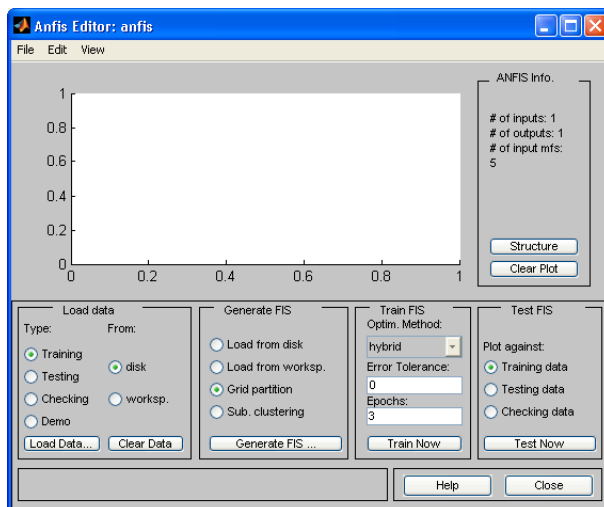 Anfis Editor: anfis
File Edit View
ANFIS Info.
# of inputs: 1
# of outputs: 1
# of input mfs:
5
Structure
Clear Plot
1
0.8
0.6
0.4
0.2
0
0 0.2 0.4 0.6 0.8 1
Load data
Type: From:
Training
Testing
Checking
Demo
disk
worksp.
Load Data... Clear Data
Generate FIS
Load from disk
Load from worksp.
Grid partition
Sub. clustering
Generate FIS ...
Train FIS
Optim. Method:
hybrid
Error Tolerance:
0
Epochs:
3
Train Now
Test FIS
Plot against:
Training data
Testing data
Checking data
Test Now
Help Close